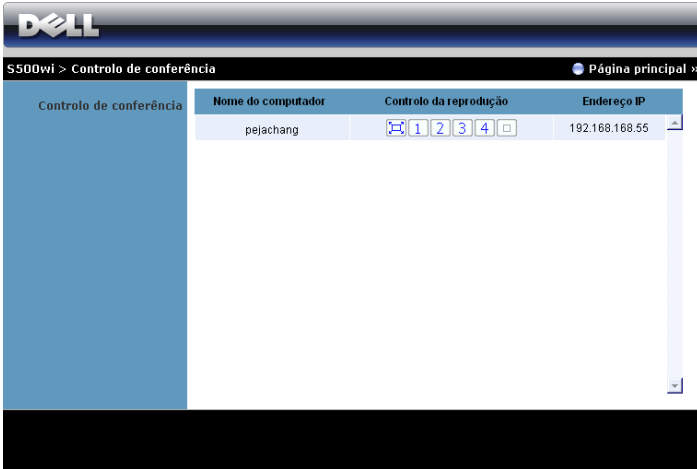 DELL
S500wi > Controlo de conferência
Página principal »
Controlo de conferência
Nome do computador Controlo da reprodução Endereço IP
pejachang 1 2 3 4 192.168.168.55